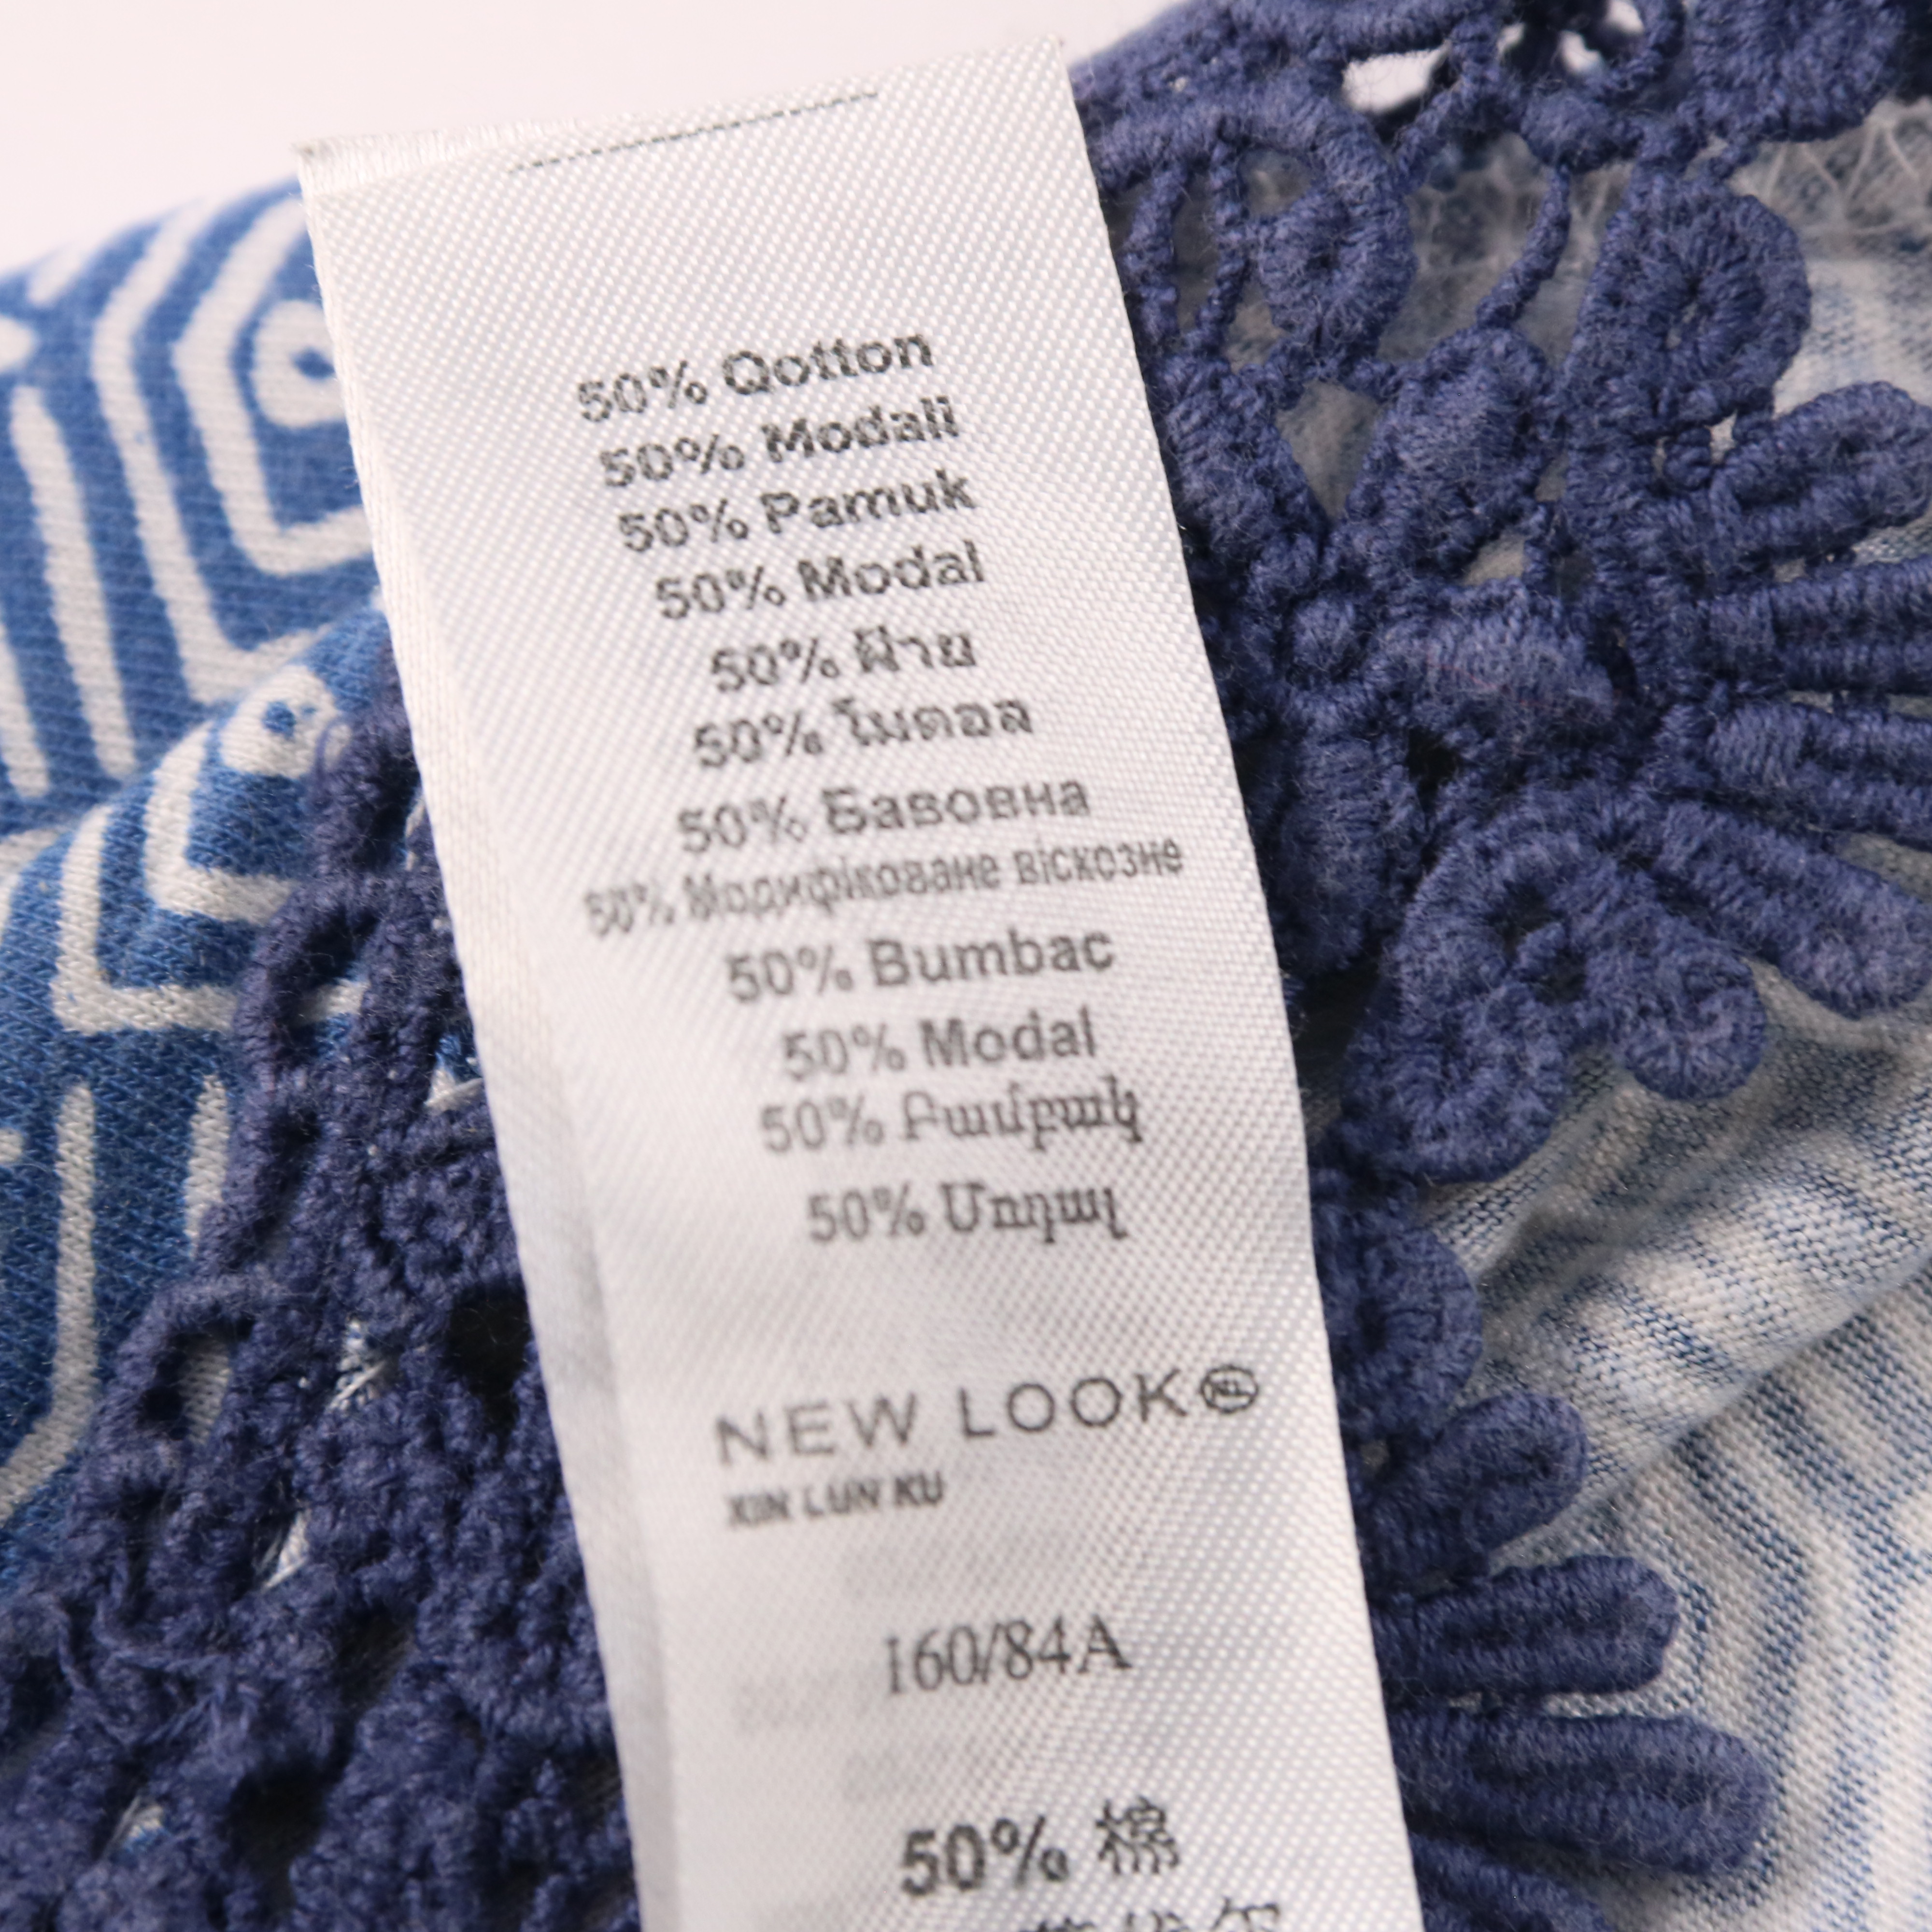 50% Qotton
50% Modali
50% Pamuk
50% Modal
50% ฝ้าย
50% โมดอล
50% Бавовна
50% Модифіковане віскозне
50% Bumbac
50% Modal
50% Բամբակ
50% Մոդալ
NEW LOOK NL
XIN LUN KU
160/84A
50% 棉